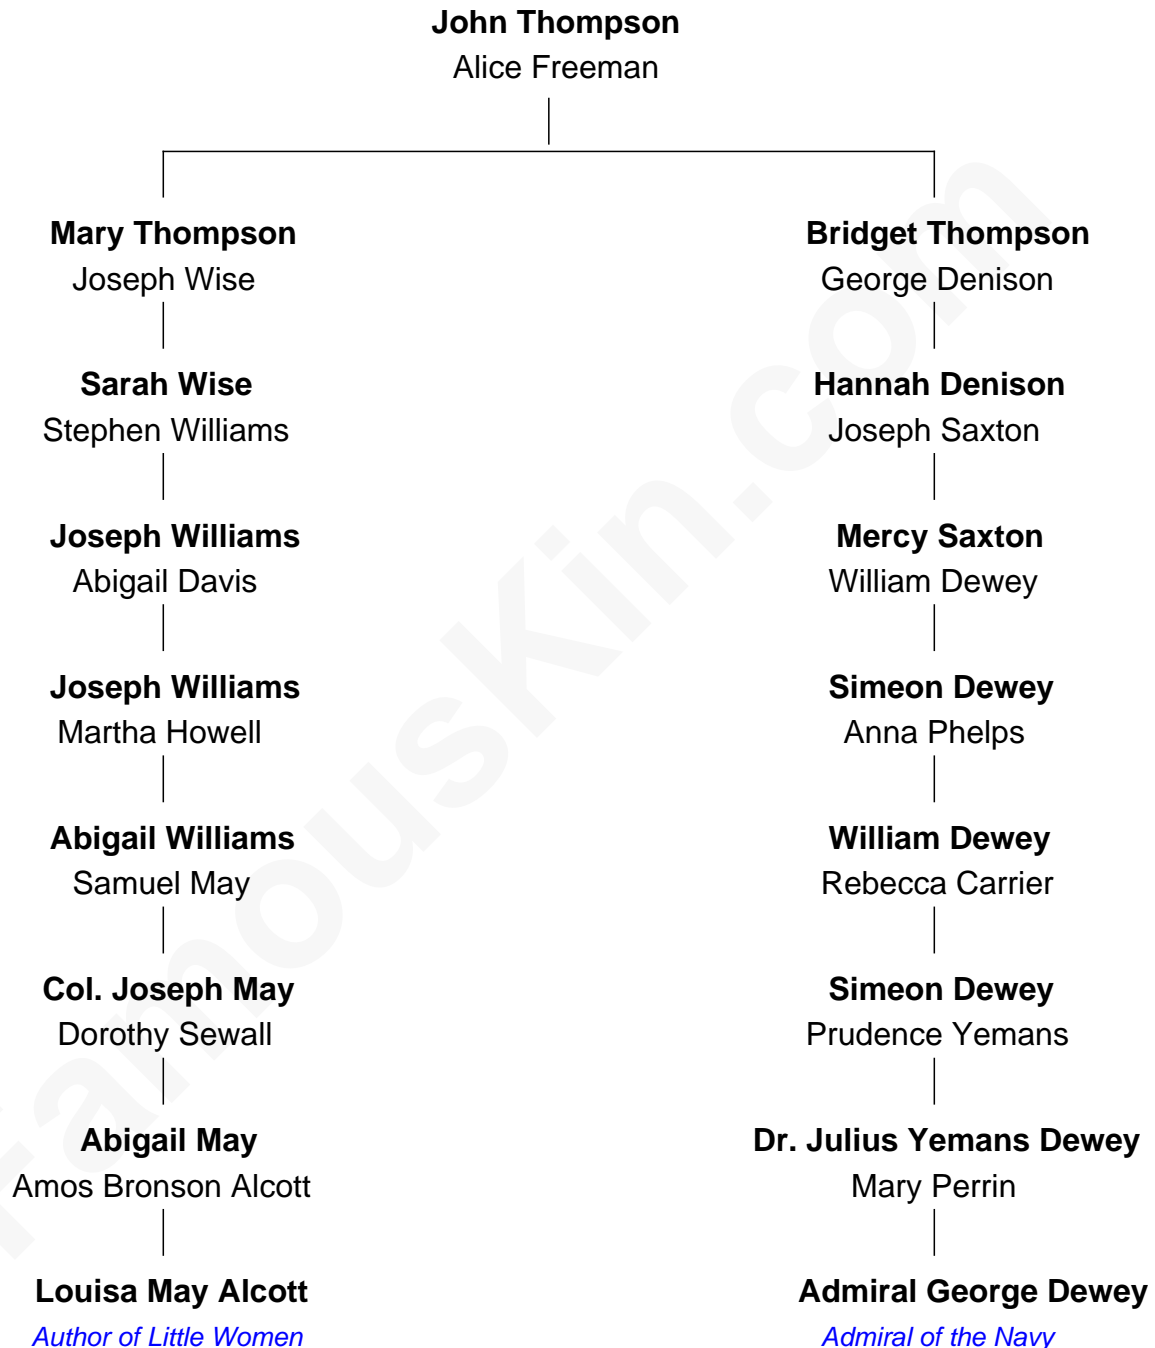 John Thompson
Alice Freeman
Mary Thompson
Joseph Wise
Sarah Wise
Stephen Williams
Joseph Williams
Abigail Davis
Joseph Williams
Martha Howell
Abigail Williams
Samuel May
Col. Joseph May
Dorothy Sewall
Abigail May
Amos Bronson Alcott
Louisa May Alcott
Author of Little Women
Bridget Thompson
George Denison
Hannah Denison
Joseph Saxton
Mercy Saxton
William Dewey
Simeon Dewey
Anna Phelps
William Dewey
Rebecca Carrier
Simeon Dewey
Prudence Yemans
Dr. Julius Yemans Dewey
Mary Perrin
Admiral George Dewey
Admiral of the Navy
FamousKin.com